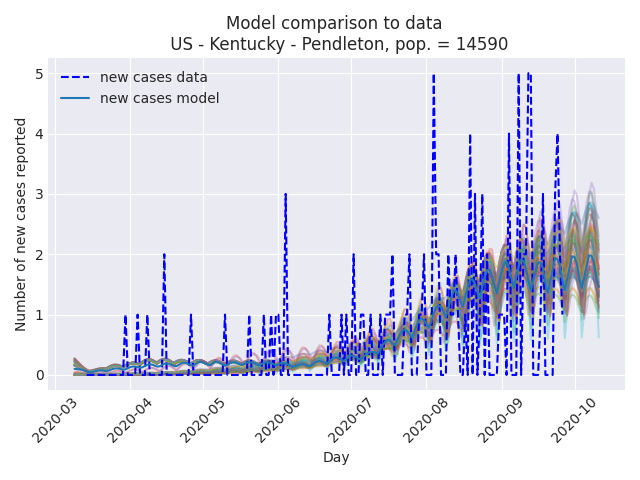 Model comparison to data
US - Kentucky - Pendleton, pop. = 14590
new cases data
new cases model
Number of new cases reported
5
4
3
2
1
0
2020-03
2020-04
2020-05
2020-06
2020-07
2020-08
2020-09
2020-10
Day